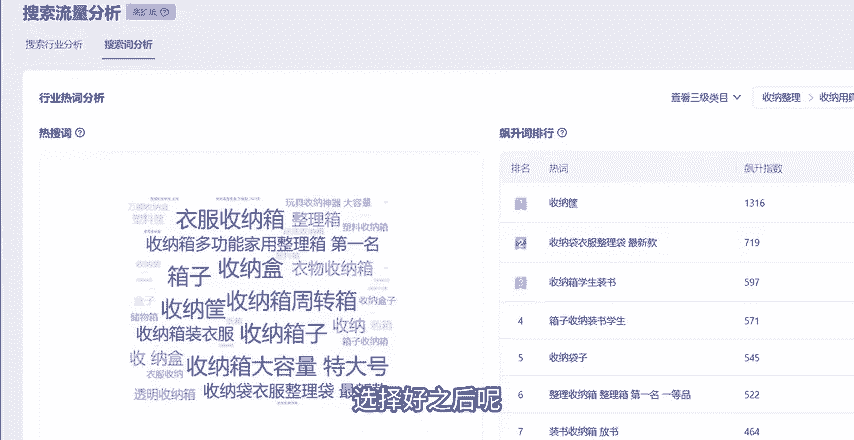 搜索流量分析
搜索行业分析 搜索词分析
行业热词分析
查看三级类目 收纳整理 > 收纳用具
热搜词
飙升词排行
玩具收纳神器 大容量
衣服收纳箱 整理箱
塑料收纳箱
收纳箱多功能家用整理箱 第一名
箱子 收纳盒 衣物收纳箱
盒子 收纳筐 收纳箱周转箱 收纳盒子
储物箱
收纳箱装衣服 收纳箱子 收纳
箱子收纳箱
收 纳盒 收纳箱大容量 特大号
衣服收纳
透明收纳箱 收纳袋衣服整理袋
排名 热词 飙升指数
收纳筐 1316
收纳袋衣服整理袋 最新款 719
收纳箱学生装书 597
4 箱子收纳装书学生 571
5 收纳袋子 545
6 整理收纳箱 整理箱 第一名 一等品 522
7 装书收纳箱 放书 464
选择好之后呢